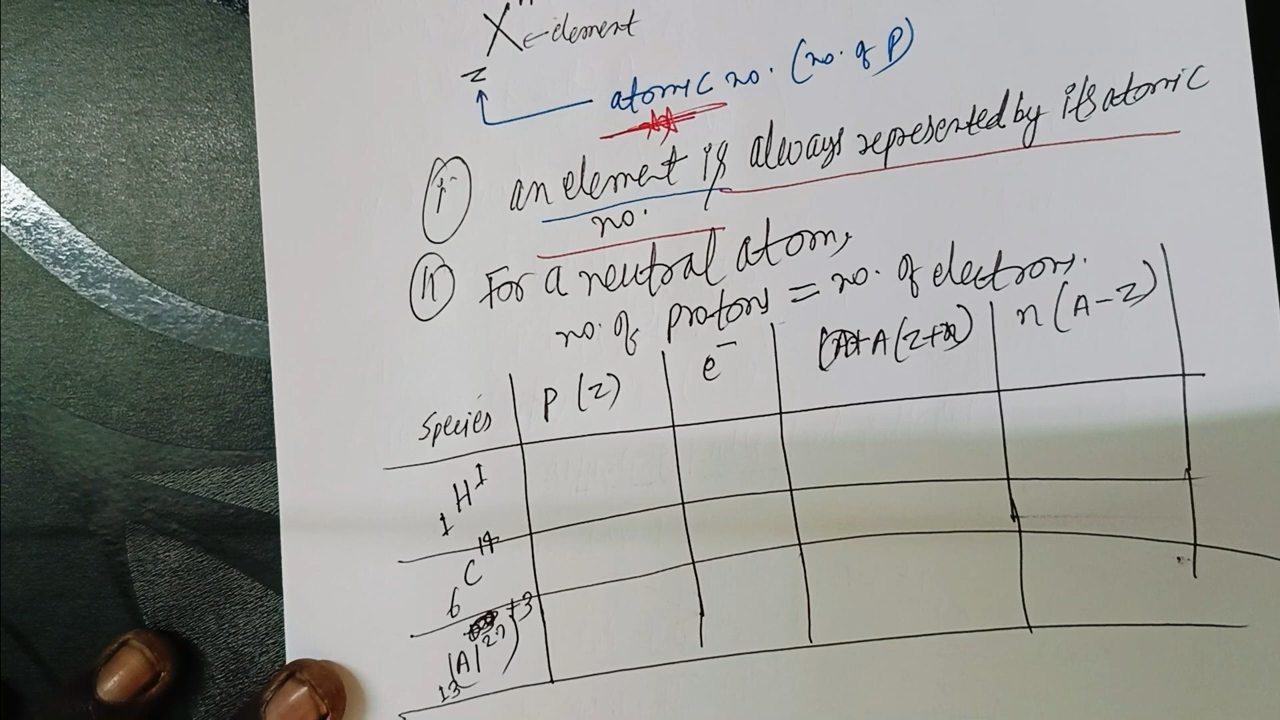 X ← element
Z
atomic no. (no. of P)
(i) an element is always represented by its atomic
no.
(ii) For a neutral atom,
no. of protons = no. of electrons.
Species P (Z) e⁻ A (Z+n) n (A-Z)
₁H¹
₆C¹⁴
(₁₃Al²⁷)⁺³